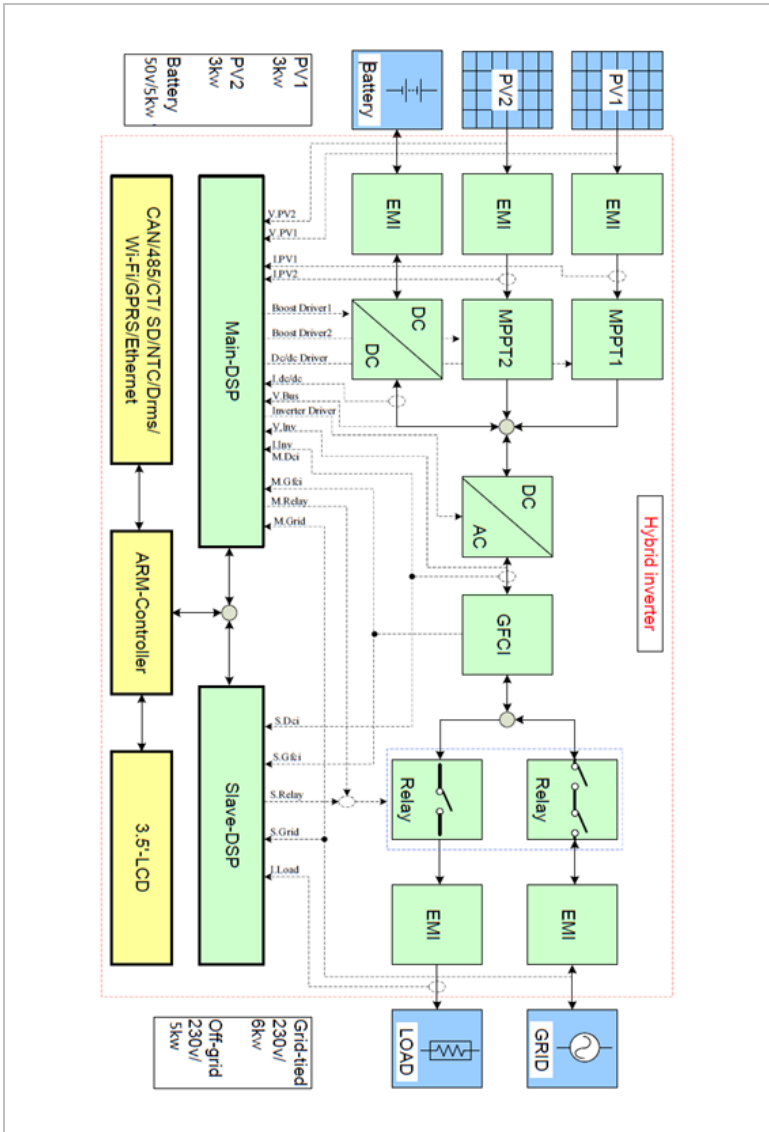 Hybrid inverter
PV1
EMI
MPPT1
Relay
EMI
GRID
PV2
EMI
MPPT2
DC
AC
GFCI
Battery
EMI
DC
DC
Relay
EMI
LOAD
V.PV2
V.PV1
I.PV1
I.PV2
Boost Driver1
Boost Driver2
Dc/dc Driver
I.dc/dc
V.Bus
Inverter Driver
V.Inv
I.Inv
M.Dci
M.Gfci
M.Relay
M.Grid
S.Dci
S.Gfci
S.Relay
S.Grid
I.Load
Main-DSP
Slave-DSP
CAN/485/CT/ SD/NTC/Drms/
Wi-Fi/GPRS/Ethernet
ARM-Controller
3.5'-LCD
PV1
3kw
PV2
3kw
Battery
50v/5kw
Grid-tied
230v/
6kw
Off-grid
230v/
5kw